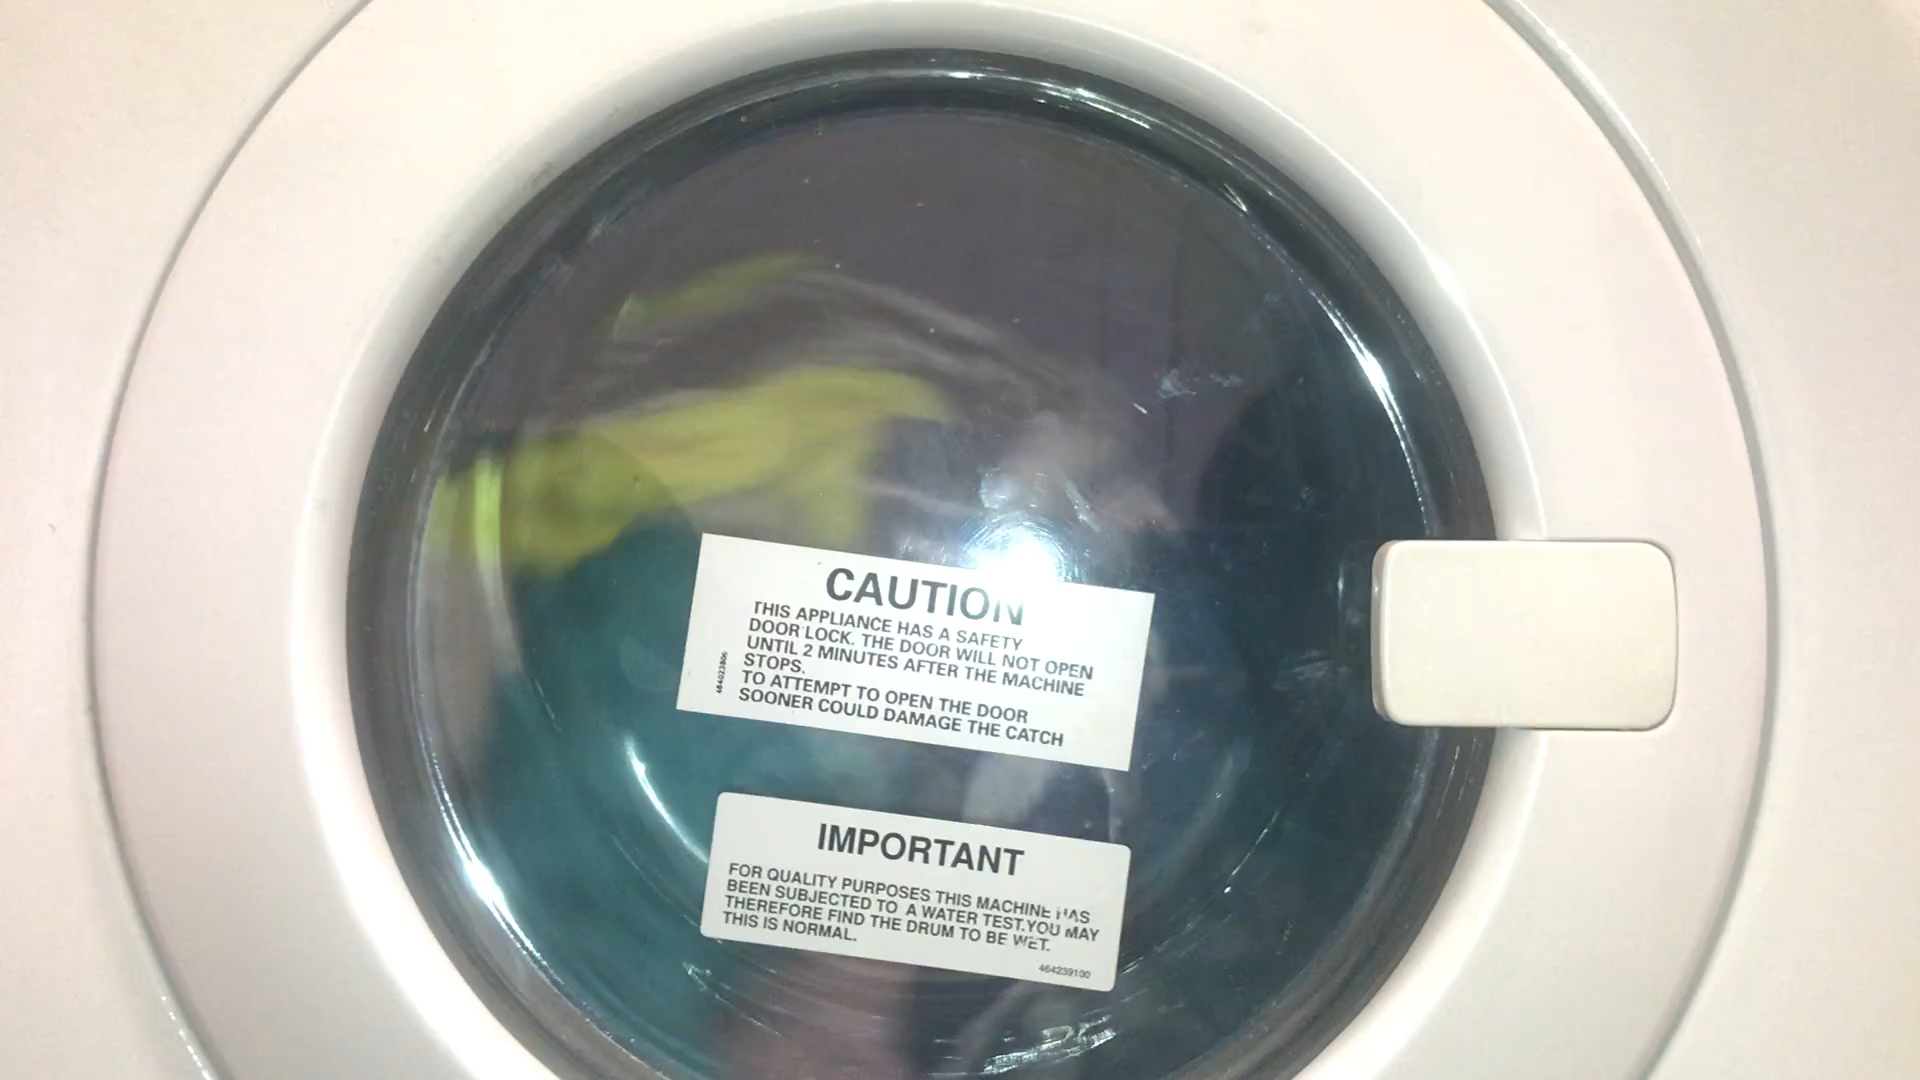 CAUTION
THIS APPLIANCE HAS A SAFETY
DOOR LOCK. THE DOOR WILL NOT OPEN
UNTIL 2 MINUTES AFTER THE MACHINE
STOPS.
TO ATTEMPT TO OPEN THE DOOR
SOONER COULD DAMAGE THE CATCH
464023800
IMPORTANT
FOR QUALITY PURPOSES THIS MACHINE HAS
BEEN SUBJECTED TO A WATER TEST.YOU MAY
THEREFORE FIND THE DRUM TO BE WET.
THIS IS NORMAL.
464239100